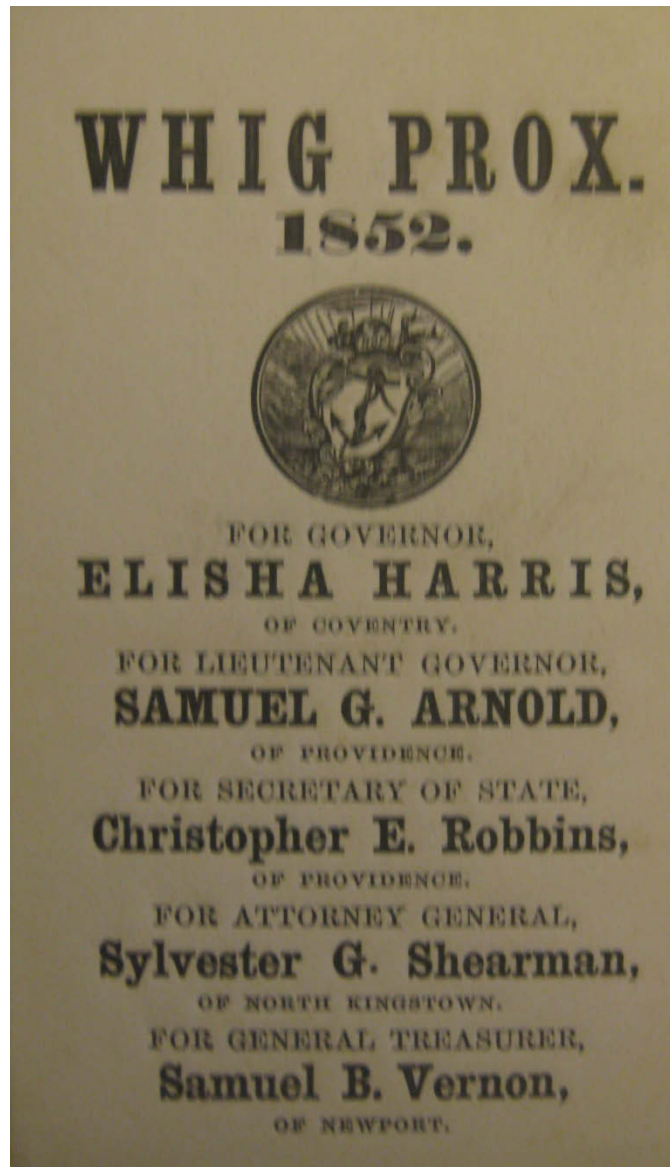 WHIG PROX.
1852.
FOR GOVERNOR,
ELISHA HARRIS,
OF COVENTRY.
FOR LIEUTENANT GOVERNOR,
SAMUEL G. ARNOLD,
OF PROVIDENCE.
FOR SECRETARY OF STATE,
Christopher E. Robbins,
OF PROVIDENCE.
FOR ATTORNEY GENERAL,
Sylvester G. Shearman,
OF NORTH KINGSTOWN.
FOR GENERAL TREASURER,
Samuel B. Vernon,
OF NEWPORT.